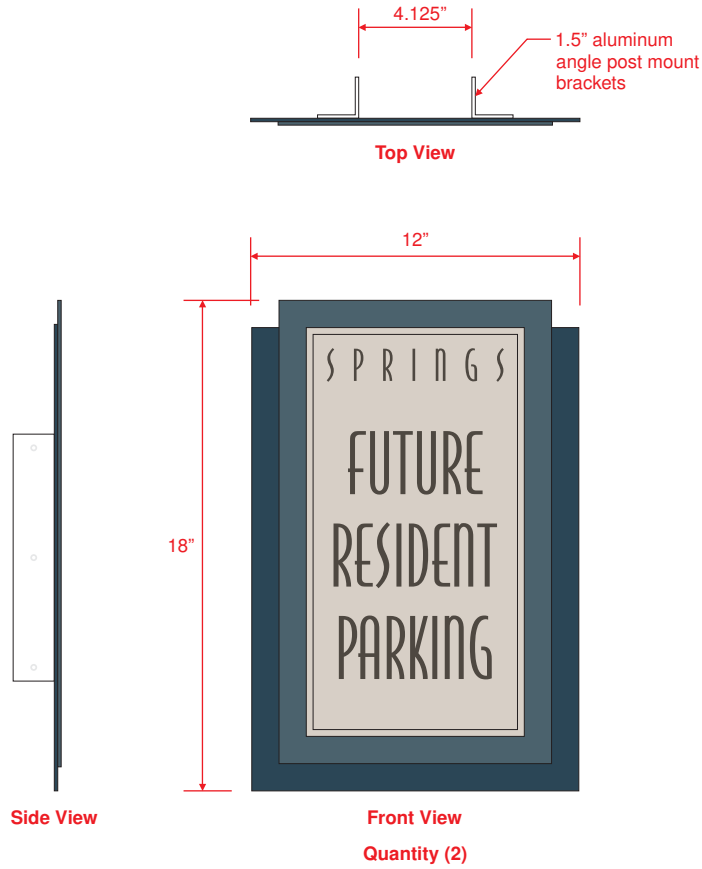 4.125”
1.5” aluminum
angle post mount
brackets
Top View
12”
SPRINGS
FUTURE
RESIDENT
PARKING
18”
Side View
Front View
Quantity (2)